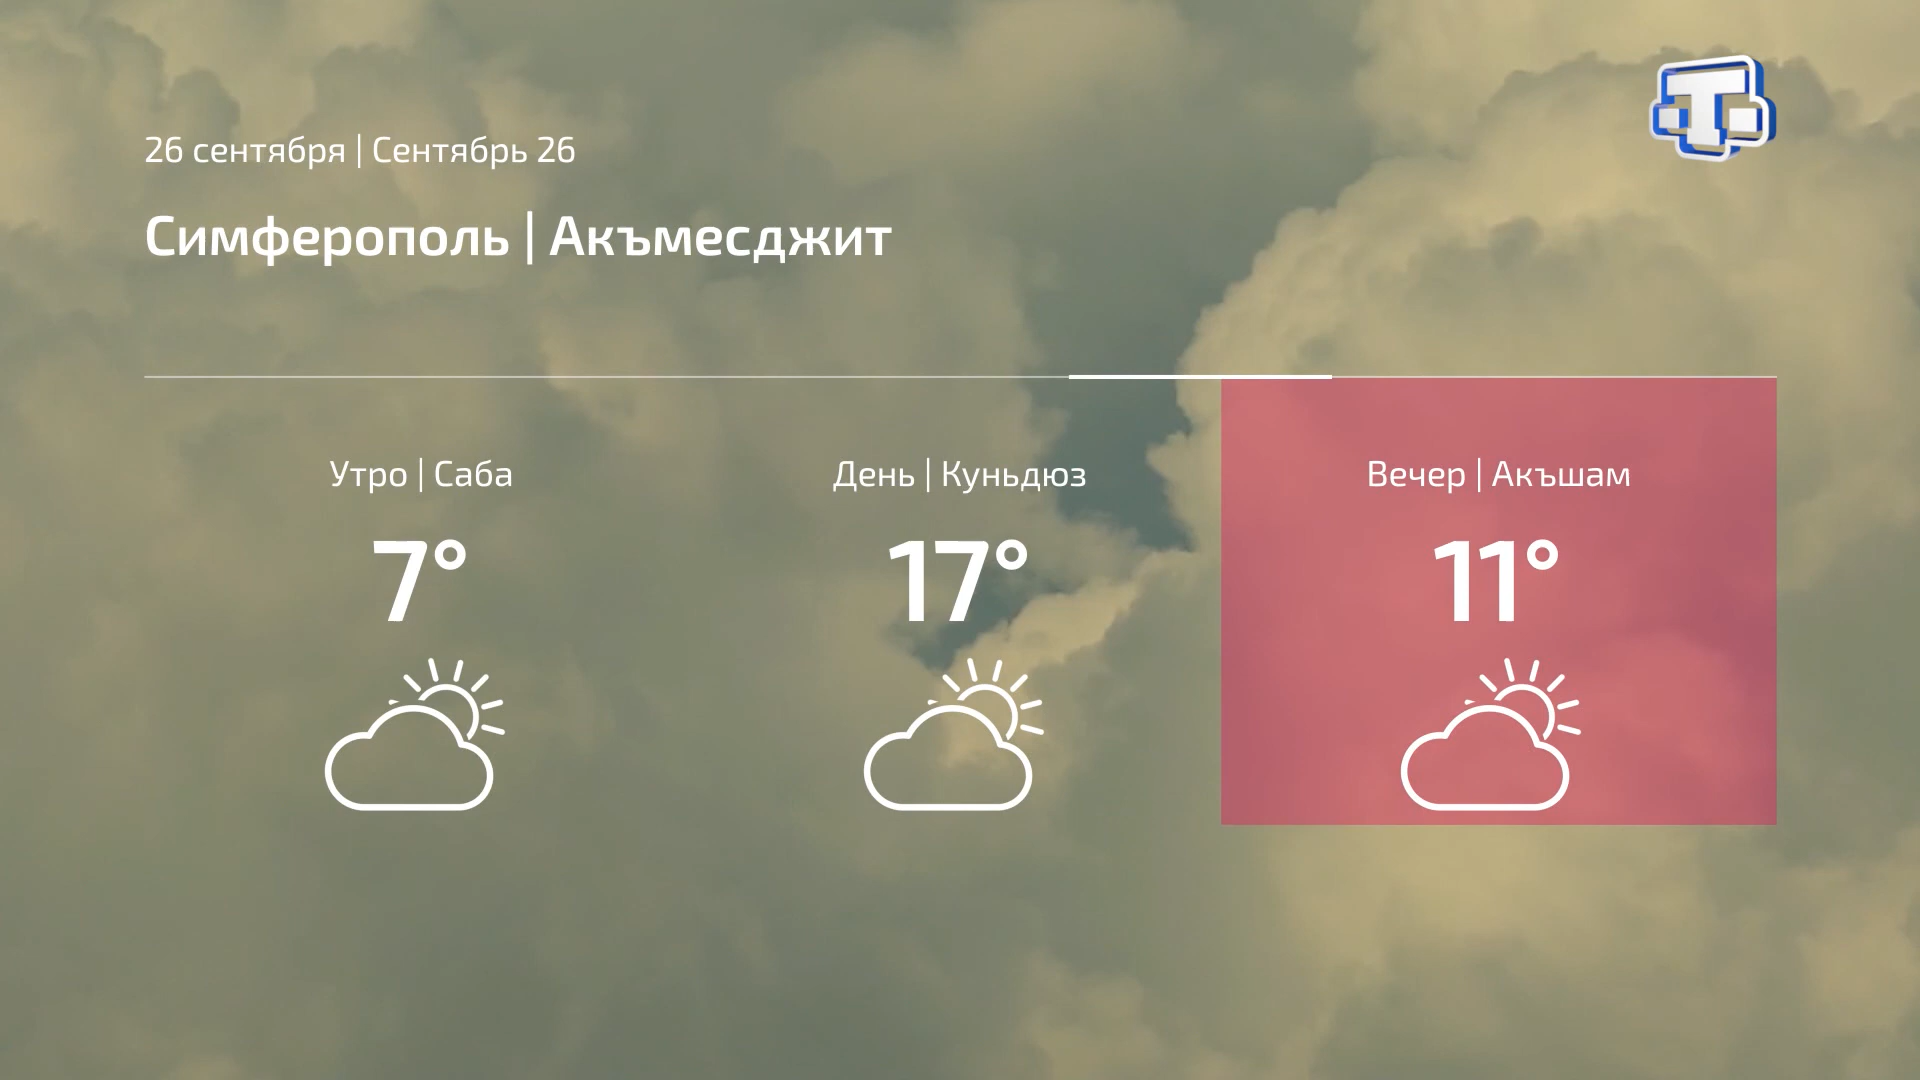 26 сентября | Сентябрь 26
Симферополь | Акъмесджит
Утро | Саба
7°
День | Куньдюз
17°
Вечер | Акъшам
11°